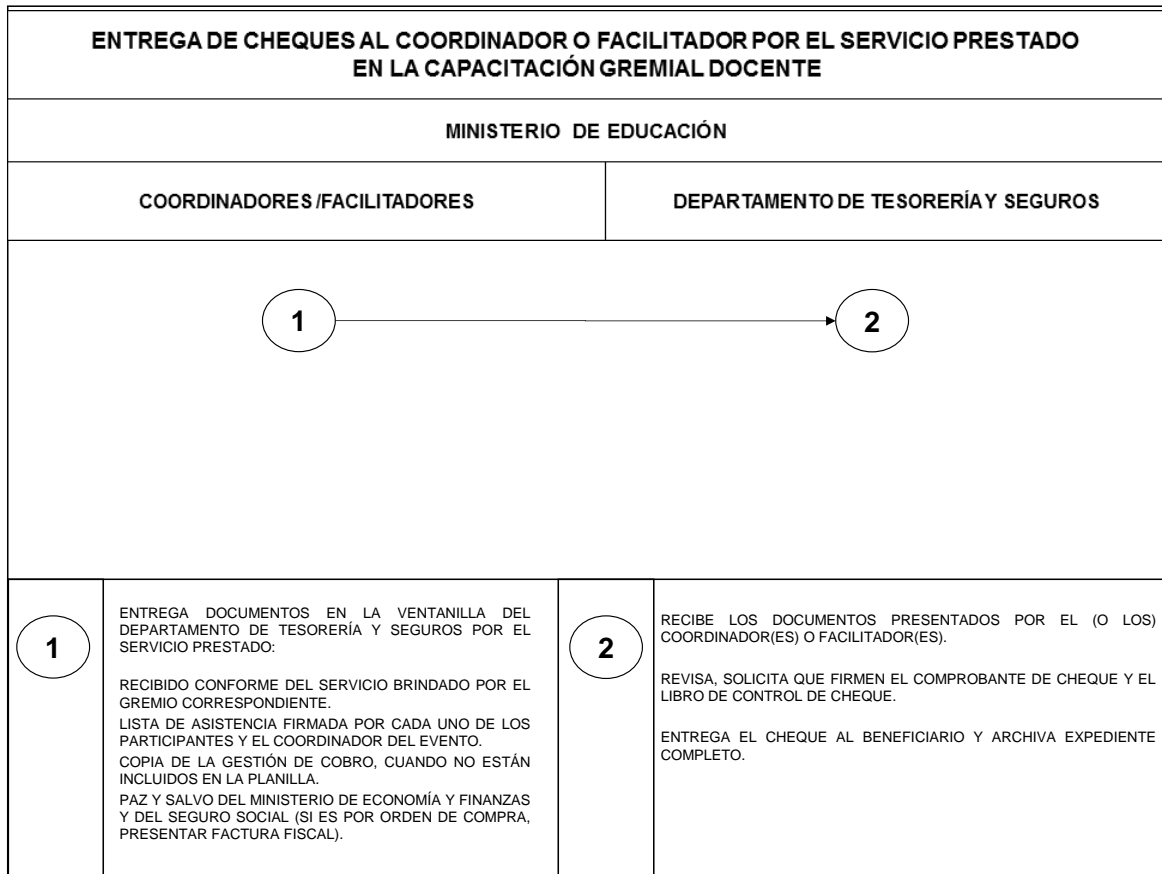 ENTREGA DE CHEQUES AL COORDINADOR O FACILITADOR POR EL SERVICIO PRESTADO
EN LA CAPACITACIÓN GREMIAL DOCENTE
MINISTERIO DE EDUCACIÓN
COORDINADORES/FACILITADORES
DEPARTAMENTO DE TESORERÍA Y SEGUROS
1
2
1
ENTREGA DOCUMENTOS EN LA VENTANILLA DEL
DEPARTAMENTO DE TESORERÍA Y SEGUROS POR EL
SERVICIO PRESTADO:
RECIBIDO CONFORME DEL SERVICIO BRINDADO POR EL
GREMIO CORRESPONDIENTE.
LISTA DE ASISTENCIA FIRMADA POR CADA UNO DE LOS
PARTICIPANTES Y EL COORDINADOR DEL EVENTO.
COPIA DE LA GESTIÓN DE COBRO, CUANDO NO ESTÁN
INCLUIDOS EN LA PLANILLA.
PAZ Y SALVO DEL MINISTERIO DE ECONOMÍA Y FINANZAS
Y DEL SEGURO SOCIAL (SI ES POR ORDEN DE COMPRA,
PRESENTAR FACTURA FISCAL).
2
RECIBE LOS DOCUMENTOS PRESENTADOS POR EL (O LOS)
COORDINADOR(ES) O FACILITADOR(ES).
REVISA, SOLICITA QUE FIRMEN EL COMPROBANTE DE CHEQUE Y EL
LIBRO DE CONTROL DE CHEQUE.
ENTREGA EL CHEQUE AL BENEFICIARIO Y ARCHIVA EXPEDIENTE
COMPLETO.